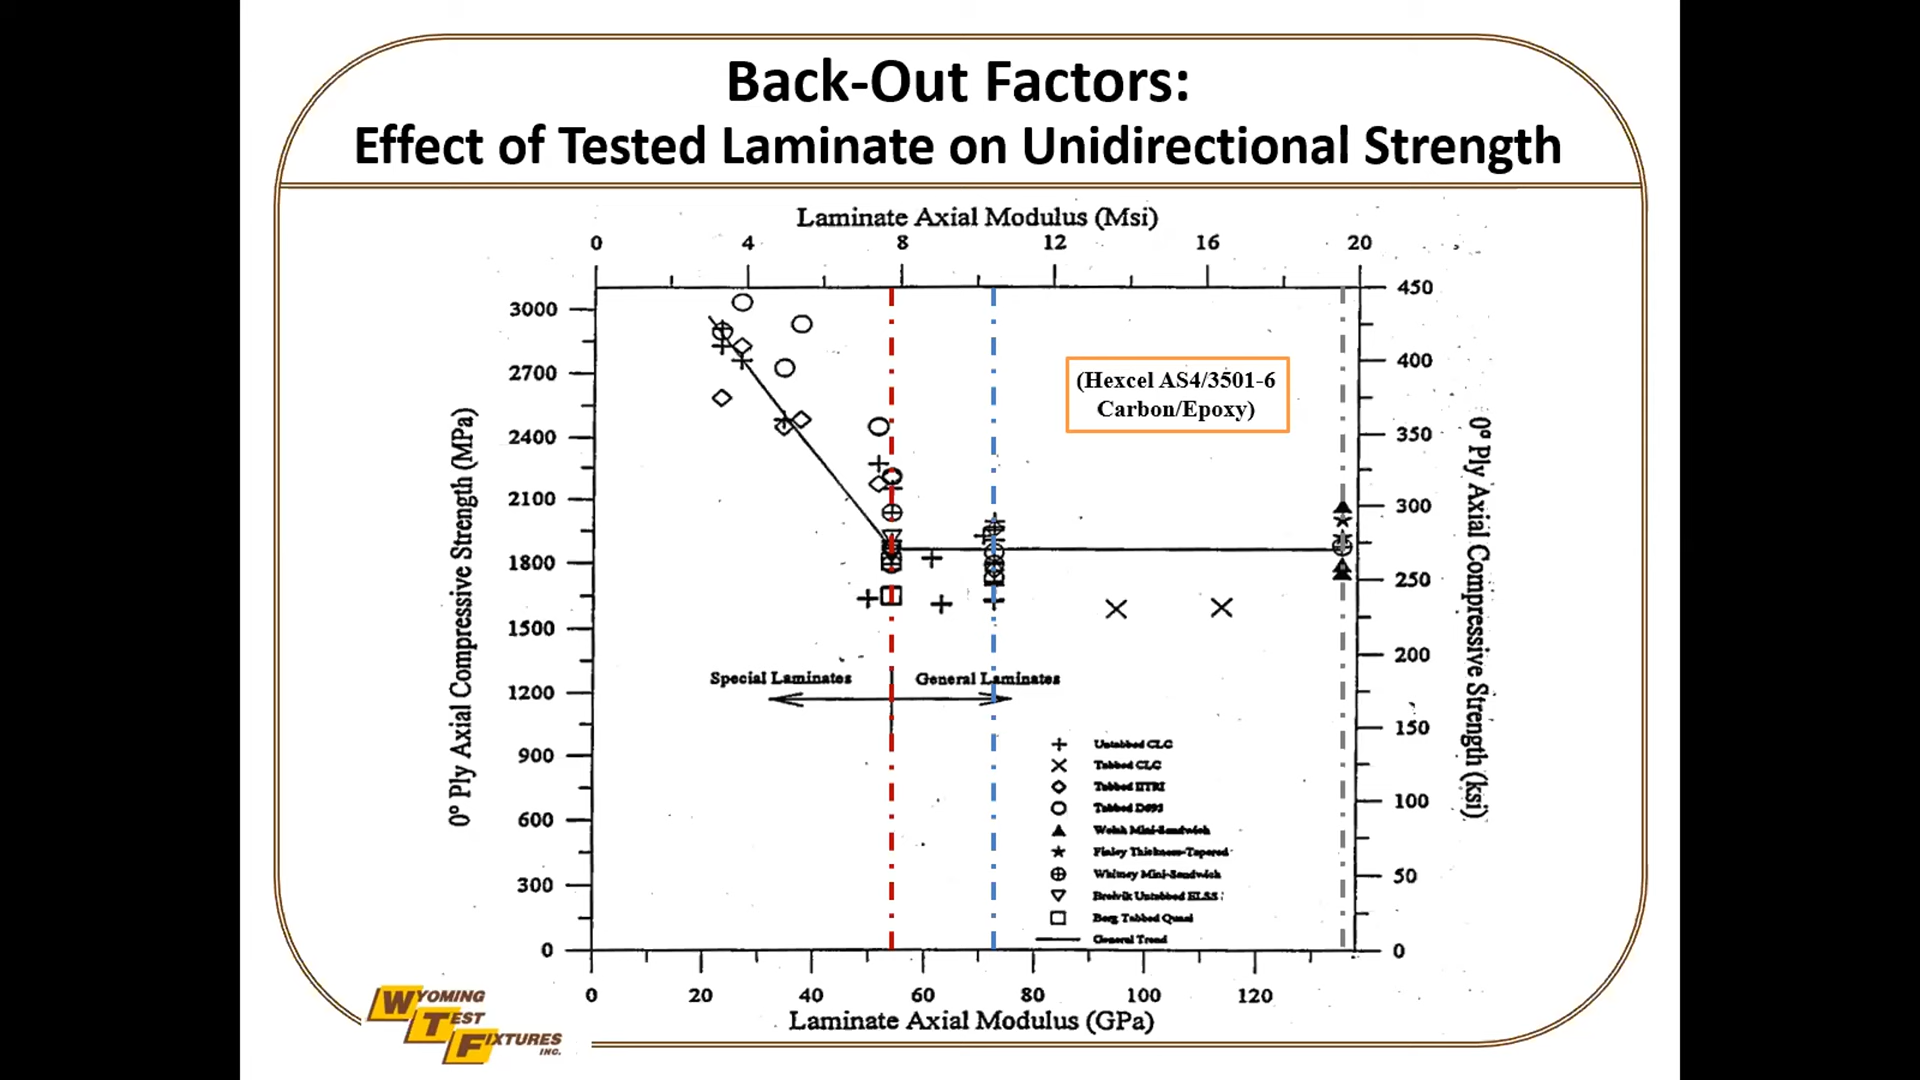 Back-Out Factors:
Effect of Tested Laminate on Unidirectional Strength
Laminate Axial Modulus (Msi)
0 4 8 12 16 20
3000
2700
2400
2100
1800
1500
1200
900
600
300
0
0° Ply Axial Compressive Strength (MPa)
450
400
350
300
250
200
150
100
50
0
0° Ply Axial Compressive Strength (ksi)
(Hexcel AS4/3501-6
Carbon/Epoxy)
Special Laminates
General Laminates
Untabbed CLC
Tabbed CLC
Tabbed IITRI
Tabbed D695
Welsh Mini-Sandwich
Finley Thickness-Tapered
Whitney Mini-Sandwich
Untabbed ELSS
Berg Tabbed Quasi
General Trend
0 20 40 60 80 100 120
Laminate Axial Modulus (GPa)
WYOMING
TEST
FIXTURES
INC.